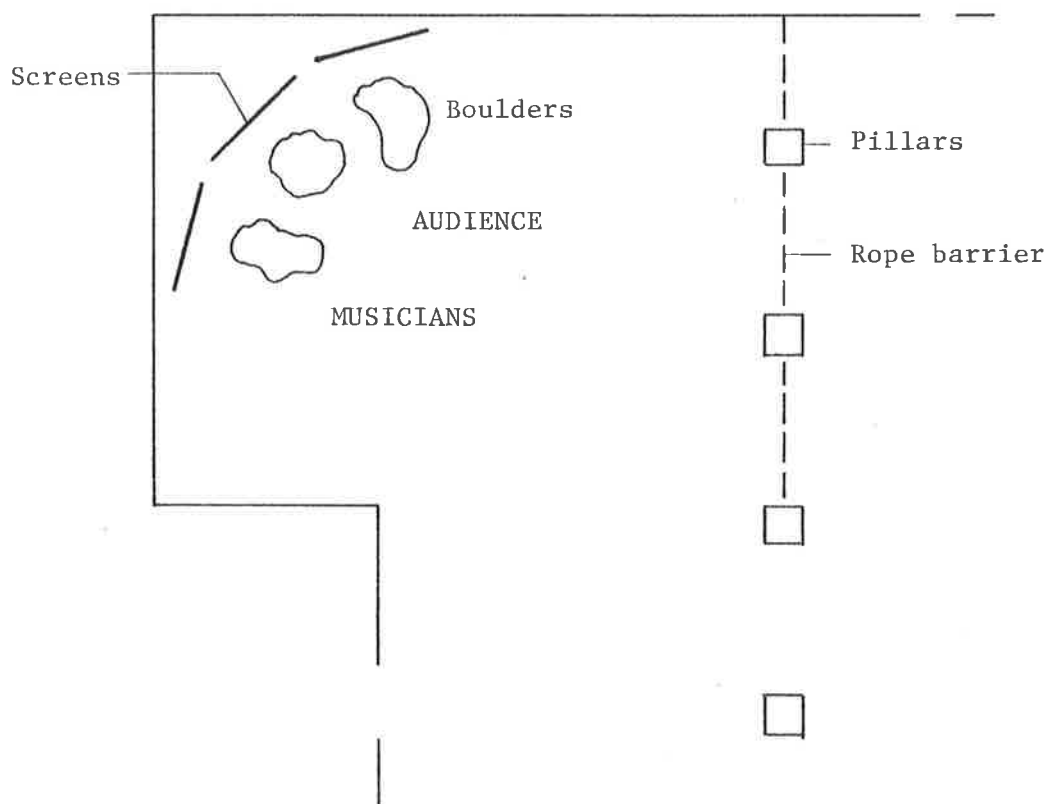 Screens
Boulders
Pillars
AUDIENCE
Rope barrier
MUSICIANS